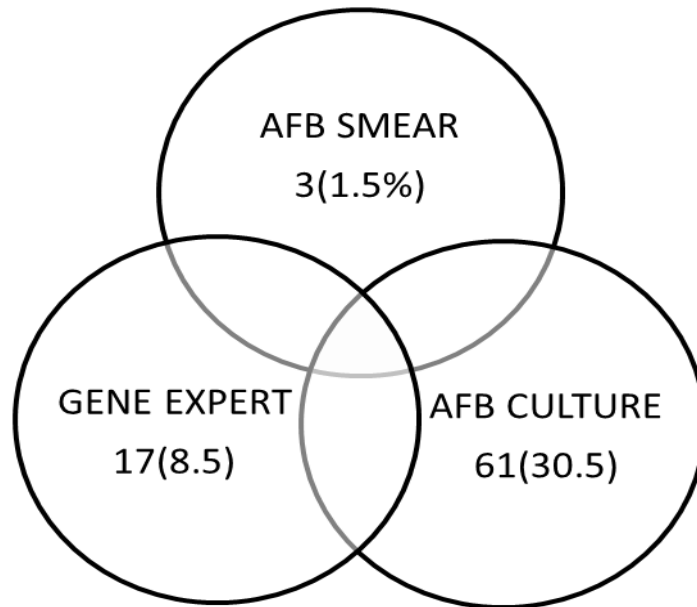 AFB SMEAR
3(1.5%)
GENE EXPERT
17(8.5)
AFB CULTURE
61(30.5)